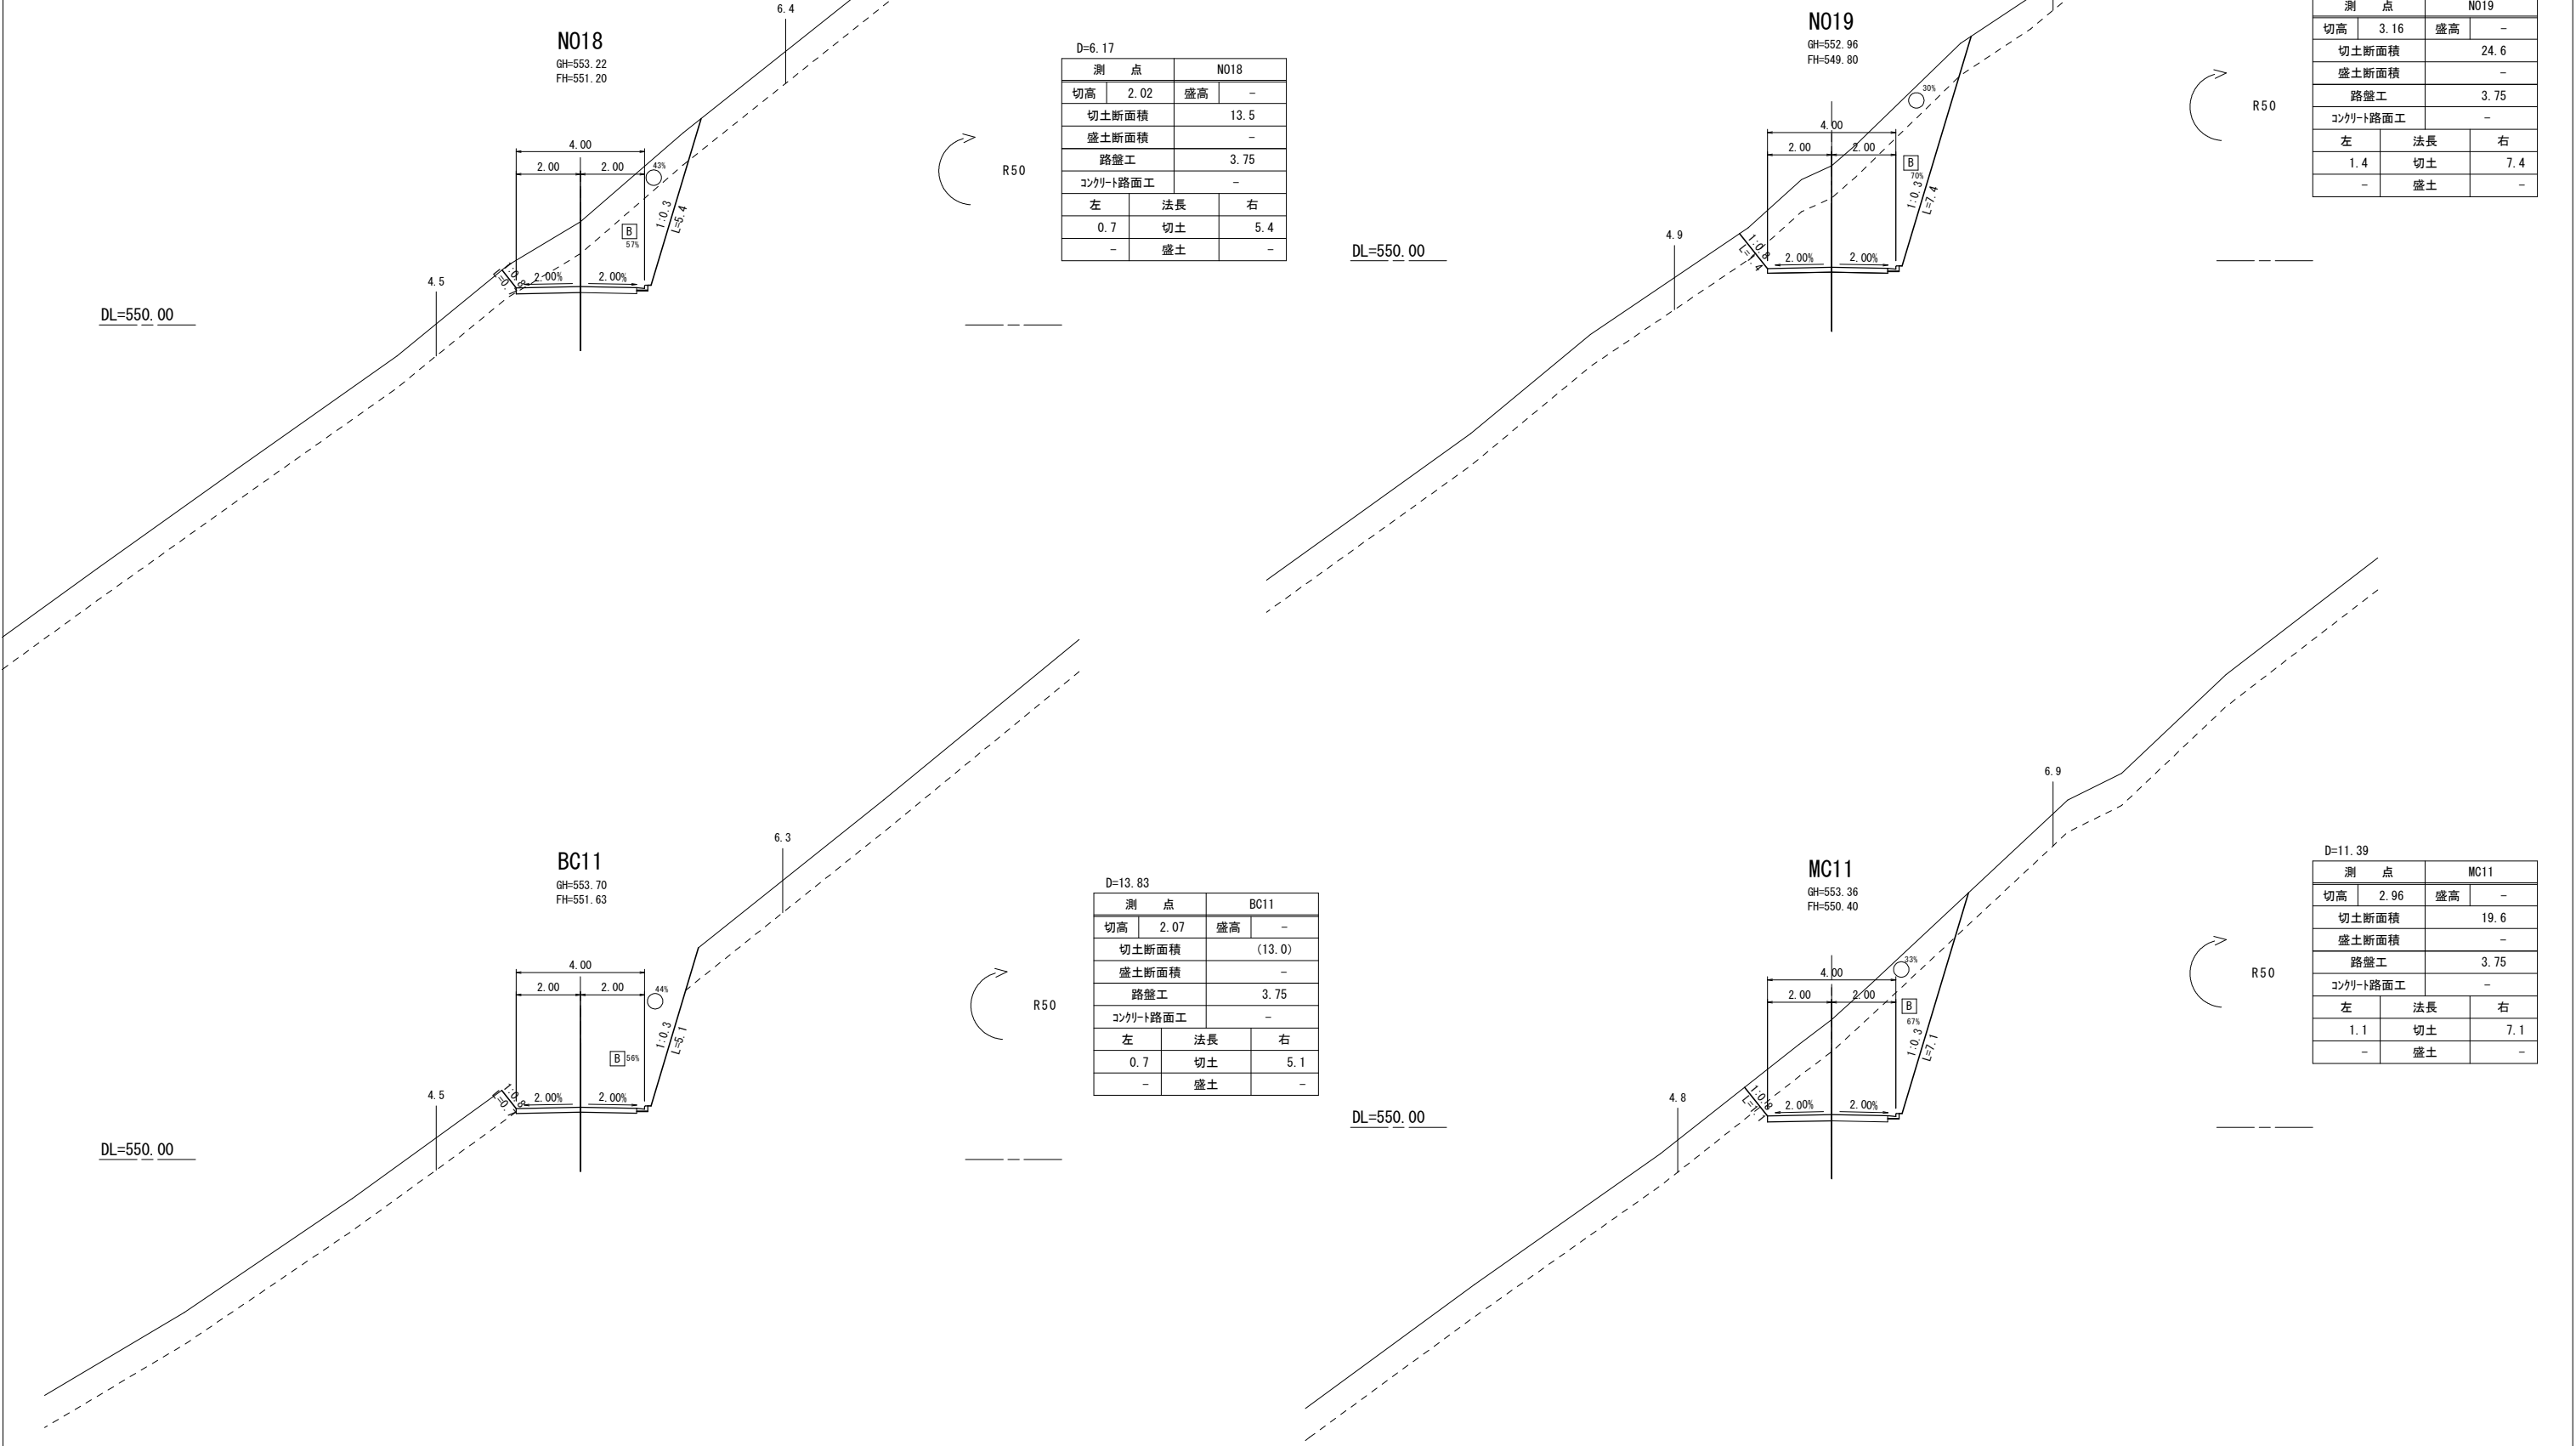 6.4
NO18
GH=553.22
FH=551.20
4.00
2.00 2.00
43%
B
57%
1:0.3
L=5.4
1:0.8
2.00% 2.00%
4.5
DL=550.00
R50
D=6.17
測 点 NO18
切高 2.02 盛高 -
切土断面積 13.5
盛土断面積 -
路盤工 3.75
コンクリート路面工 -
左 法長 右
0.7 切土 5.4
- 盛土 -
NO19
GH=552.96
FH=549.80
30%
4.00
2.00 2.00
B
70%
1:0.3
L=7.4
1:0.8
L=1.4
2.00% 2.00%
4.9
DL=550.00
R50
測 点 NO19
切高 3.16 盛高 -
切土断面積 24.6
盛土断面積 -
路盤工 3.75
コンクリート路面工 -
左 法長 右
1.4 切土 7.4
- 盛土 -
6.3
BC11
GH=553.70
FH=551.63
4.00
2.00 2.00
44%
1:0.3
L=5.1
B 56%
1:0.8
2.00% 2.00%
4.5
DL=550.00
R50
D=13.83
測 点 BC11
切高 2.07 盛高 -
切土断面積 (13.0)
盛土断面積 -
路盤工 3.75
コンクリート路面工 -
左 法長 右
0.7 切土 5.1
- 盛土 -
6.9
MC11
GH=553.36
FH=550.40
33%
4.00
2.00 2.00
B
67%
1:0.3
L=7.1
1:0.8
L=1.1
2.00% 2.00%
4.8
DL=550.00
R50
D=11.39
測 点 MC11
切高 2.96 盛高 -
切土断面積 19.6
盛土断面積 -
路盤工 3.75
コンクリート路面工 -
左 法長 右
1.1 切土 7.1
- 盛土 -